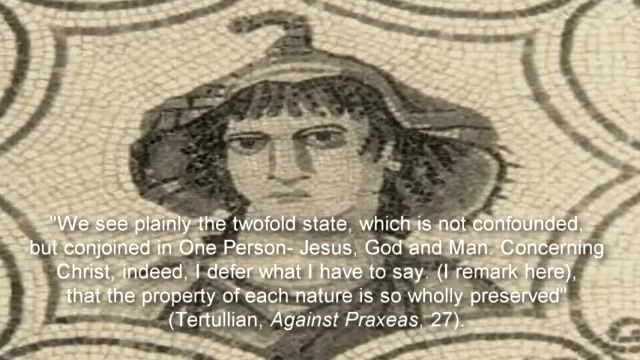 "We see plainly the twofold state, which is not confounded,
but conjoined in One Person- Jesus, God and Man. Concerning
Christ, indeed, I defer what I have to say. (I remark here),
that the property of each nature is so wholly preserved"
(Tertullian, Against Praxeas, 27).